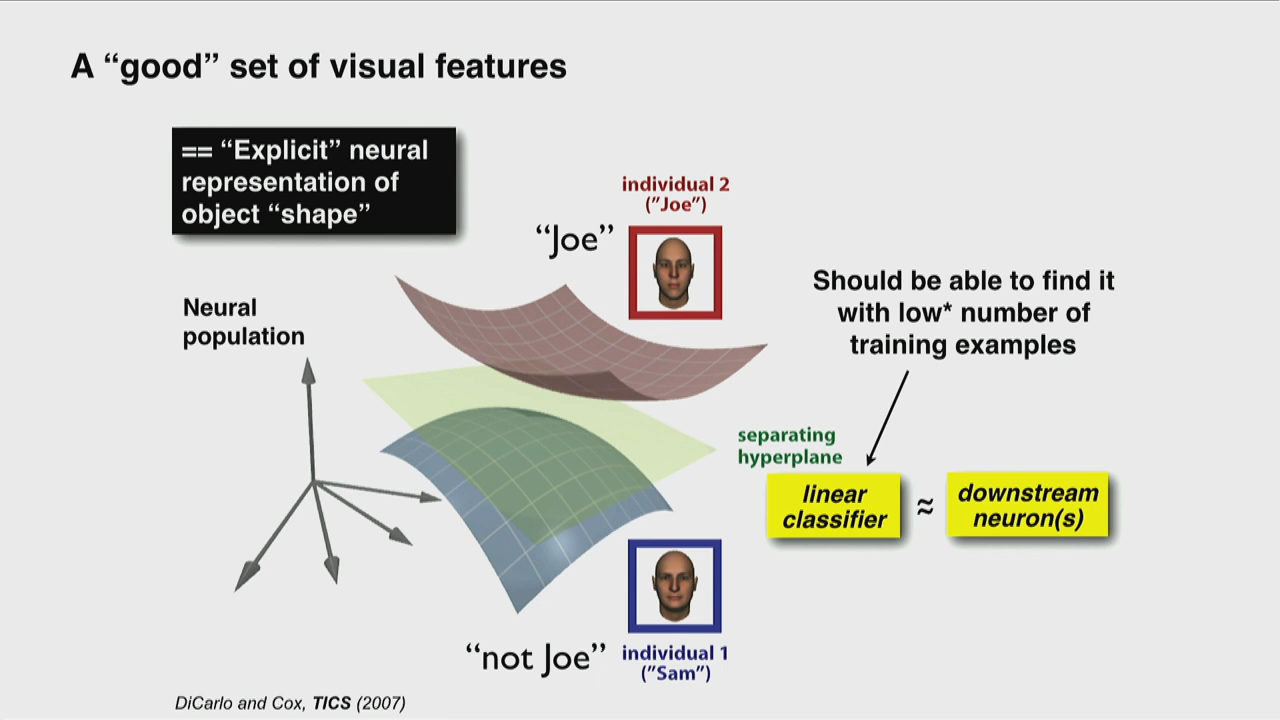 A “good” set of visual features
== “Explicit” neural
representation of
object “shape”
individual 2
(”Joe”)
“Joe”
Should be able to find it
with low* number of
training examples
Neural
population
separating
hyperplane
linear
classifier
≈
downstream
neuron(s)
“not Joe”
individual 1
(”Sam”)
DiCarlo and Cox, TICS (2007)